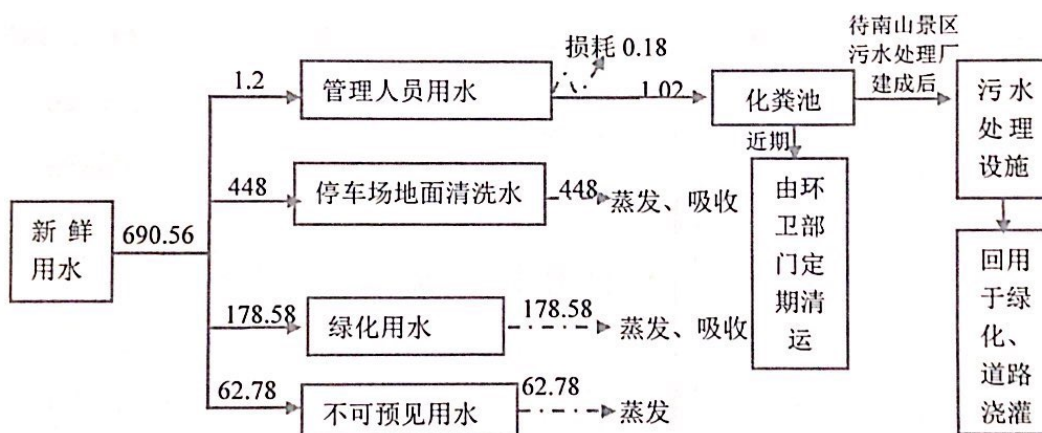 新鲜
用水
690.56
1.2
管理人员用水
损耗 0.18
1.02
化粪池
待南山景区
污水处理厂
建成后
污水
处理
设施
近期
由环
卫部
门定
期清
运
回用
于绿
化、
道路
浇灌
448
停车场地面清洗水
448
蒸发、吸收
178.58
绿化用水
178.58
蒸发、吸收
62.78
不可预见用水
62.78
蒸发